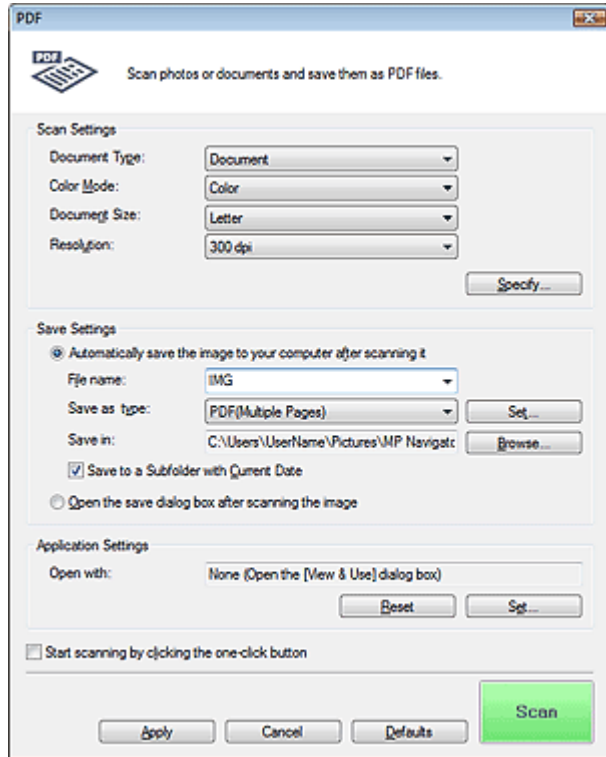 PDF
PDF
Scan photos or documents and save them as PDF files.
Scan Settings
Document Type: Document
Color Mode: Color
Document Size: Letter
Resolution: 300 dpi
Specify...
Save Settings
Automatically save the image to your computer after scanning it
File name: IMG
Save as type: PDF(Multiple Pages) Set...
Save in: C:\Users\UserName\Pictures\MP Navigatc Browse...
Save to a Subfolder with Current Date
Open the save dialog box after scanning the image
Application Settings
Open with: None (Open the [View & Use] dialog box)
Reset Set...
Start scanning by clicking the one-click button
Scan
Apply Cancel Defaults